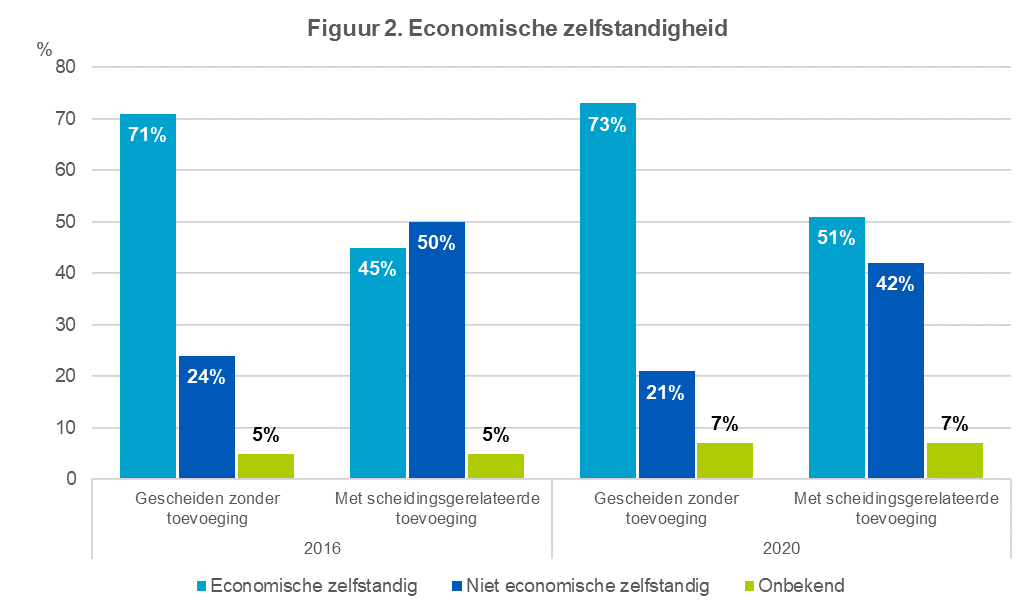 Figuur 2. Economische zelfstandigheid
%
80
70
60
50
40
30
20
10
0
71%
24%
5%
45%
50%
5%
73%
21%
7%
51%
42%
7%
Gescheiden zonder
toevoeging
Met scheidingsgerelateerde
toevoeging
Gescheiden zonder
toevoeging
Met scheidingsgerelateerde
toevoeging
2016
2020
Economische zelfstandig
Niet economische zelfstandig
Onbekend